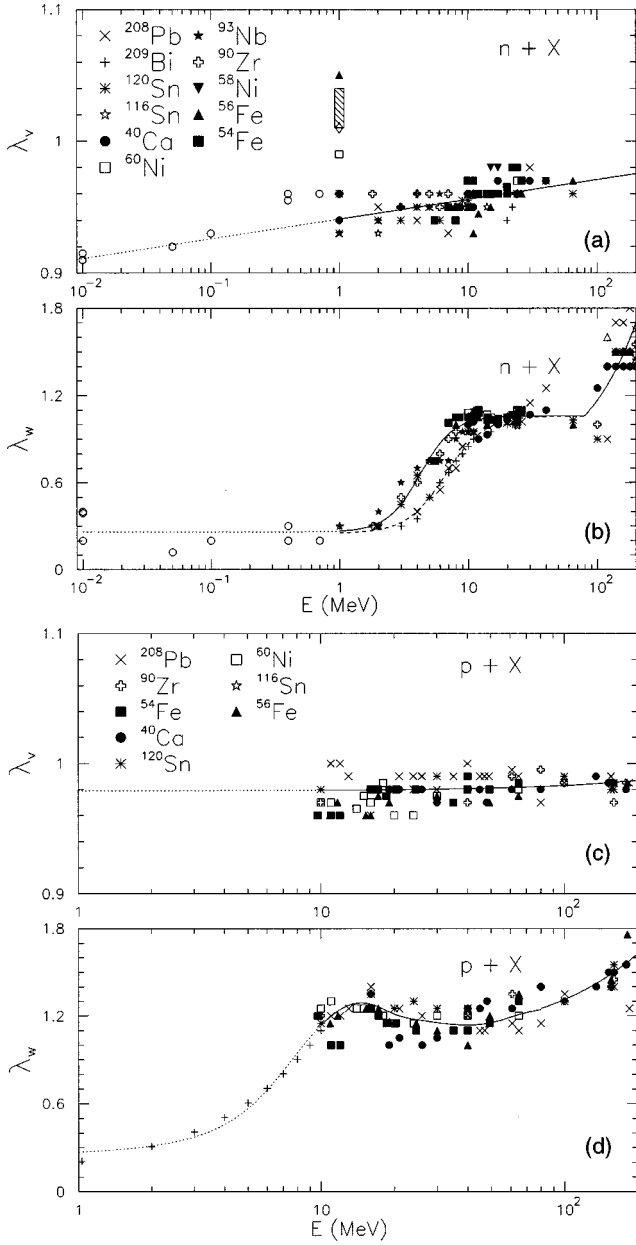 1.1
(a)
²⁰⁸Pb ⁹³Nb
²⁰⁹Bi ⁹⁰Zr
¹²⁰Sn ⁵⁸Ni
¹¹⁶Sn ⁵⁶Fe
⁴⁰Ca ⁵⁴Fe
⁶⁰Ni
n + X
λv
1
0.9
10⁻² 10⁻¹ 1 10 10²
1.8
n + X
1.2
λw
0.6
(b)
0
10⁻² 10⁻¹ 1 10 10²
E (MeV)
1.1
²⁰⁸Pb ⁶⁰Ni
⁹⁰Zr ¹¹⁶Sn
⁵⁴Fe ⁵⁶Fe
⁴⁰Ca
¹²⁰Sn
p + X
λv
1
(c)
0.9
1 10 10²
1.8
p + X
1.2
λw
0.6
(d)
0
1 10 10²
E (MeV)